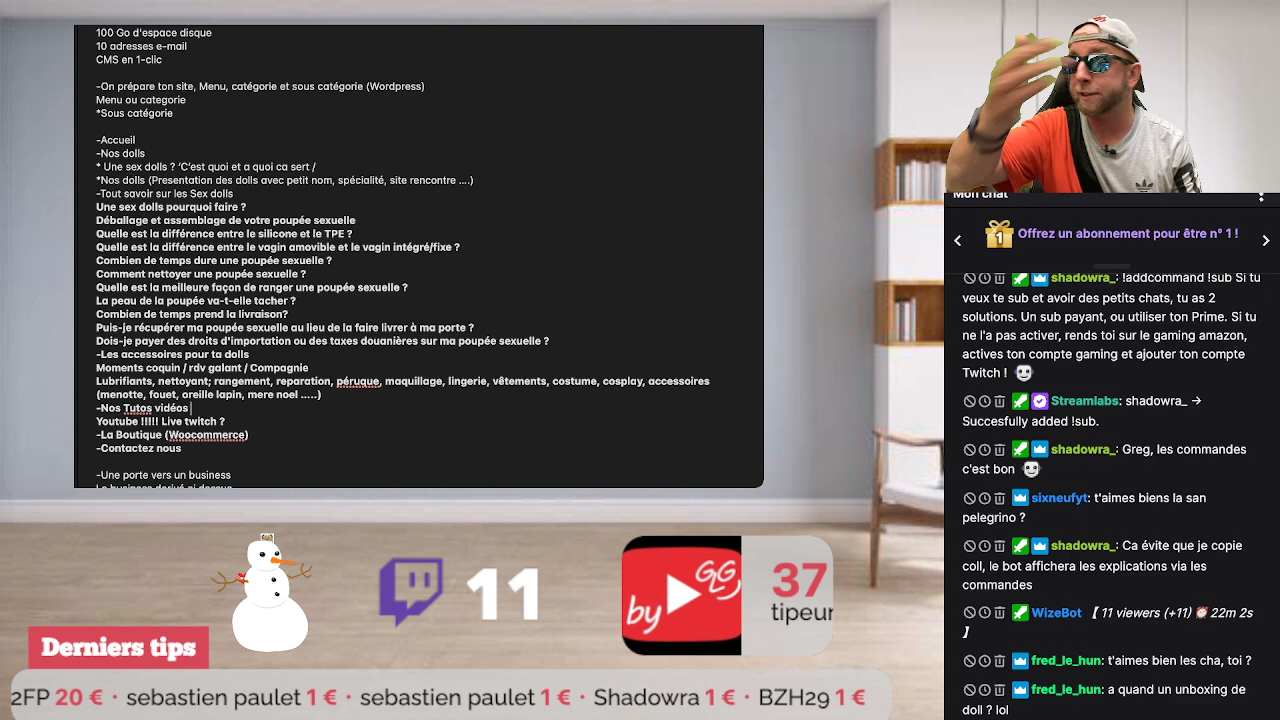 100 Go d'espace disque
10 adresses e-mail
CMS en 1-clic
-On prépare ton site, Menu, catégorie et sous catégorie (Wordpress)
Menu ou categorie
*Sous catégorie
-Accueil
-Nos dolls
* Une sex dolls ? ‘C’est quoi et a quoi ca sert /
*Nos dolls (Presentation des dolls avec petit nom, spécialité, site rencontre ....)
-Tout savoir sur les Sex dolls
Une sex dolls pourquoi faire ?
Déballage et assemblage de votre poupée sexuelle
Quelle est la différence entre le silicone et le TPE ?
Quelle est la différence entre le vagin amovible et le vagin intégré/fixe ?
Combien de temps dure une poupée sexuelle ?
Comment nettoyer une poupée sexuelle ?
Quelle est la meilleure façon de ranger une poupée sexuelle ?
La peau de la poupée va-t-elle tacher ?
Combien de temps prend la livraison?
Puis-je récupérer ma poupée sexuelle au lieu de la faire livrer à ma porte ?
Dois-je payer des droits d'importation ou des taxes douanières sur ma poupée sexuelle ?
-Les accessoires pour ta dolls
Moments coquin / rdv galant / Compagnie
Lubrifiants, nettoyant; rangement, reparation, péruque, maquillage, lingerie, vêtements, costume, cosplay, accessoires
(menotte, fouet, oreille lapin, mere noel .....)
-Nos Tutos vidéos
Youtube !!!!! Live twitch ?
-La Boutique (Woocommerce)
-Contactez nous
-Une porte vers un business
Mon chat
1
Offrez un abonnement pour être n° 1 !
shadowra_: !addcommand !sub Si tu
veux te sub et avoir des petits chats, tu as 2
solutions. Un sub payant, ou utiliser ton Prime. Si tu
ne l'a pas activer, rends toi sur le gaming amazon,
actives ton compte gaming et ajouter ton compte
Twitch !
Streamlabs: shadowra_ →
Succesfully added !sub.
shadowra_: Greg, les commandes
c'est bon
sixneufyt: t'aimes biens la san
pelegrino ?
shadowra_: Ca évite que je copie
coll, le bot affichera les explications via les
commandes
WizeBot 【 11 viewers (+11) ⏰ 22m 2s
】
fred_le_hun: t'aimes bien les cha, toi ?
fred_le_hun: a quand un unboxing de
doll ? lol
11
by GG
37
tipeur
Derniers tips
2FP 20 € · sebastien paulet 1 € · sebastien paulet 1 € · Shadowra 1 € · BZH29 1 €